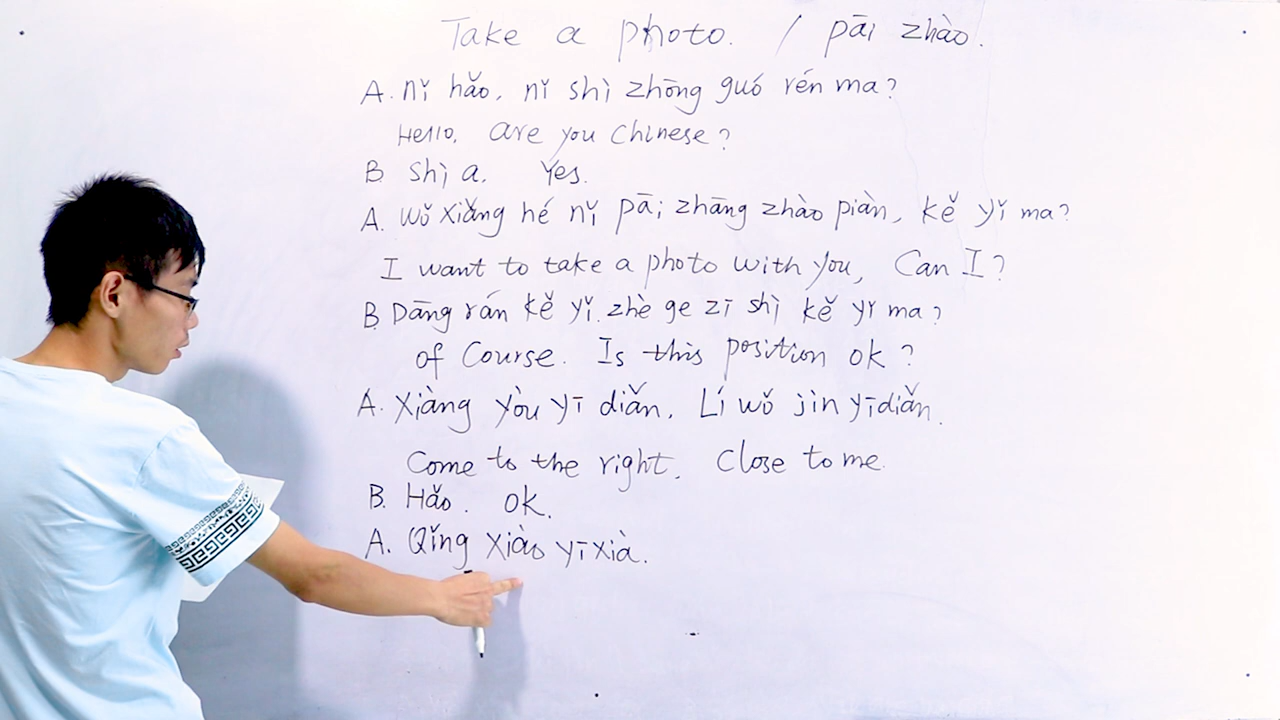 Take a photo. / pāi zhào.
A. nǐ hǎo, nǐ shì zhōng guó rén ma?
Hello, are you Chinese?
B shì a. Yes.
A. wǒ xiǎng hé nǐ pāi zhāng zhào piàn, kě yǐ ma?
I want to take a photo with you, Can I?
B Dāng rán kě yǐ. zhè ge zī shì kě yǐ ma?
of Course. Is this position ok?
A. Xiàng yòu yī diǎn, Lí wǒ jìn yīdiǎn.
Come to the right, Close to me.
B. Hǎo. ok.
A. Qǐng xiào yīxià.